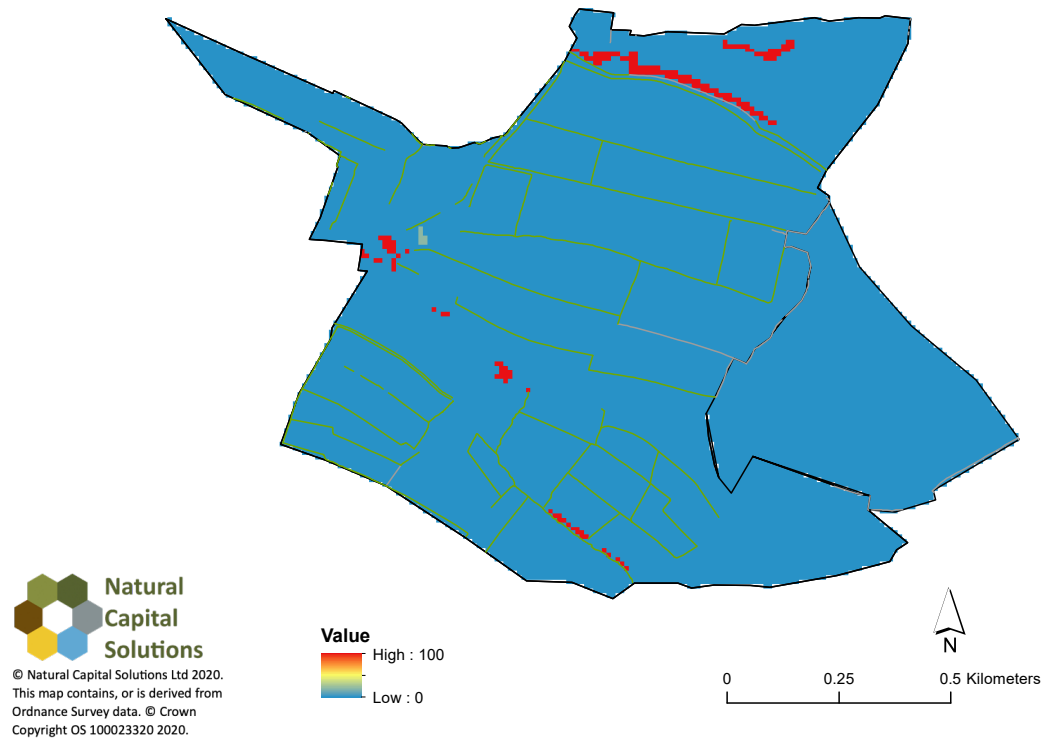 Natural
Capital
Solutions
© Natural Capital Solutions Ltd 2020.
This map contains, or is derived from
Ordnance Survey data. © Crown
Copyright OS 100023320 2020.
Value
High : 100
Low : 0
N
0 0.25 0.5 Kilometers